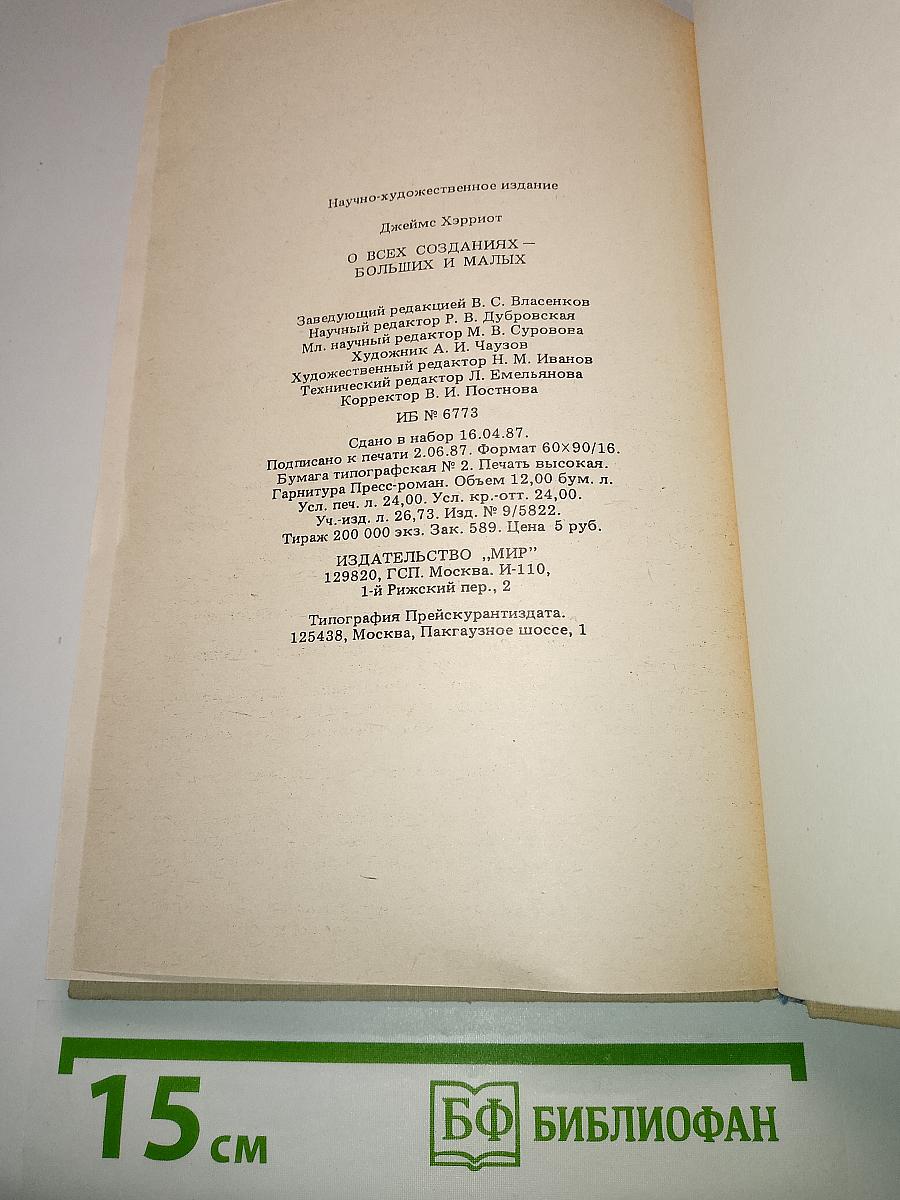 Научно-художественное издание
Джеймс Хэрриот
О ВСЕХ СОЗДАНИЯХ —
БОЛЬШИХ И МАЛЫХ
Заведующий редакцией В. С. Власенков
Научный редактор Р. В. Дубровская
Мл. научный редактор М. В. Суровова
Художник А. И. Чаузов
Художественный редактор Н. М. Иванов
Технический редактор Л. Емельянова
Корректор В. И. Постнова
ИБ № 6773
Сдано в набор 16.04.87.
Подписано к печати 2.06.87. Формат 60×90/16.
Бумага типографская № 2. Печать высокая.
Гарнитура Пресс-роман. Объем 12,00 бум. л.
Усл. печ. л. 24,00. Усл. кр.-отт. 24,00.
Уч.-изд. л. 26,73. Изд. № 9/5822.
Тираж 200 000 экз. Зак. 589. Цена 5 руб.
ИЗДАТЕЛЬСТВО „МИР”
129820, ГСП. Москва. И-110,
1-й Рижский пер., 2
Типография Прейскурантиздата.
125438, Москва, Пакгаузное шоссе, 1
15 см
БФ БИБЛИОФАН